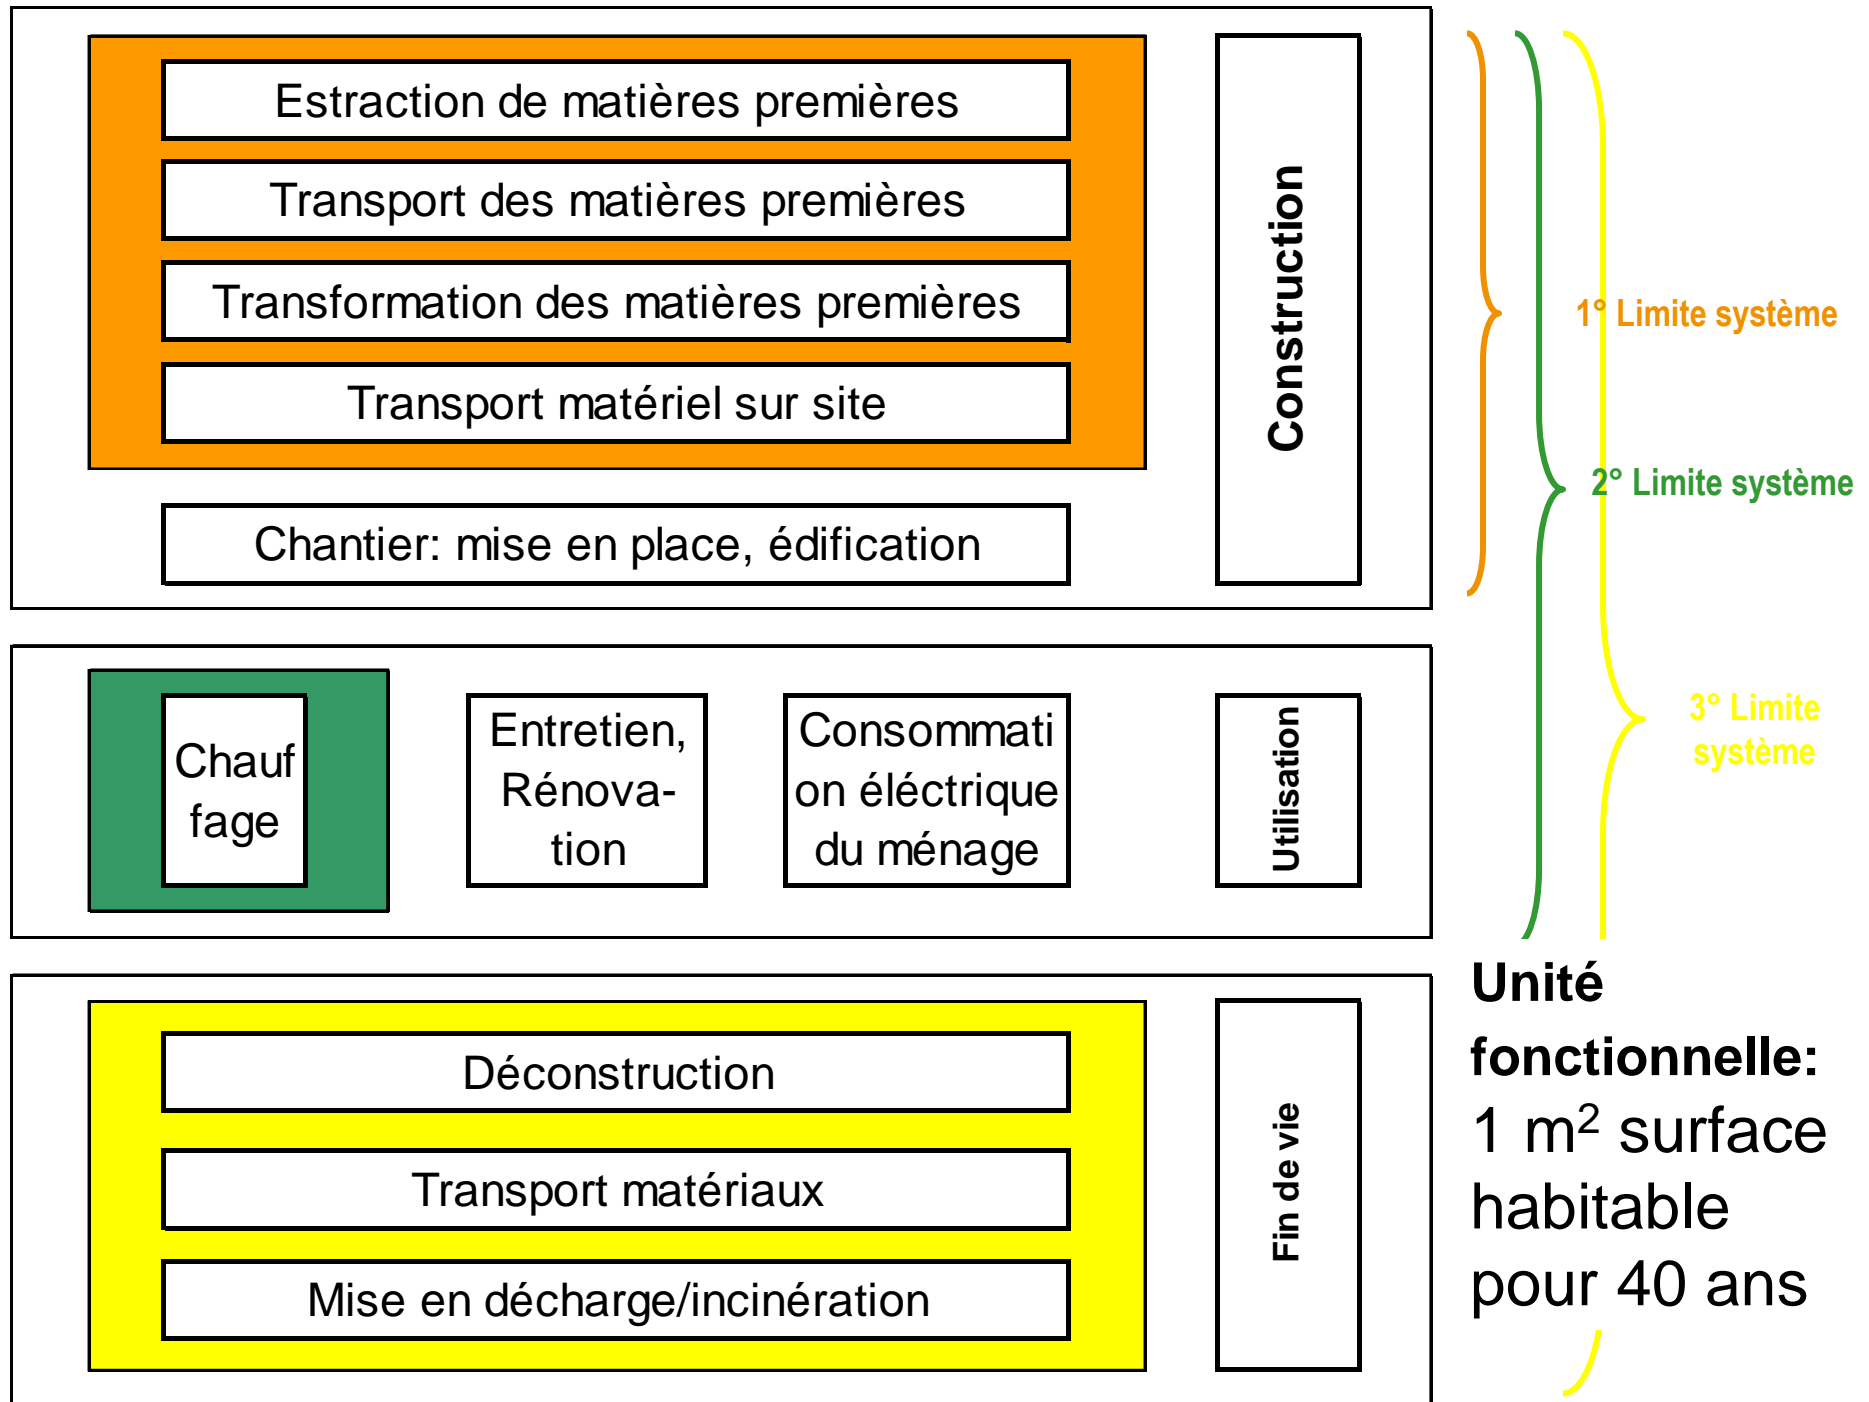 Estraction de matières premières
Transport des matières premières
Transformation des matières premières
Transport matériel sur site
Chantier: mise en place, édification
Construction
1° Limite système
2° Limite système
3° Limite
système
Chauf
fage
Entretien,
Rénova-
tion
Consommati
on éléctrique
du ménage
Utilisation
Déconstruction
Transport matériaux
Mise en décharge/incinération
Fin de vie
Unité
fonctionnelle:
1 m² surface
habitable
pour 40 ans